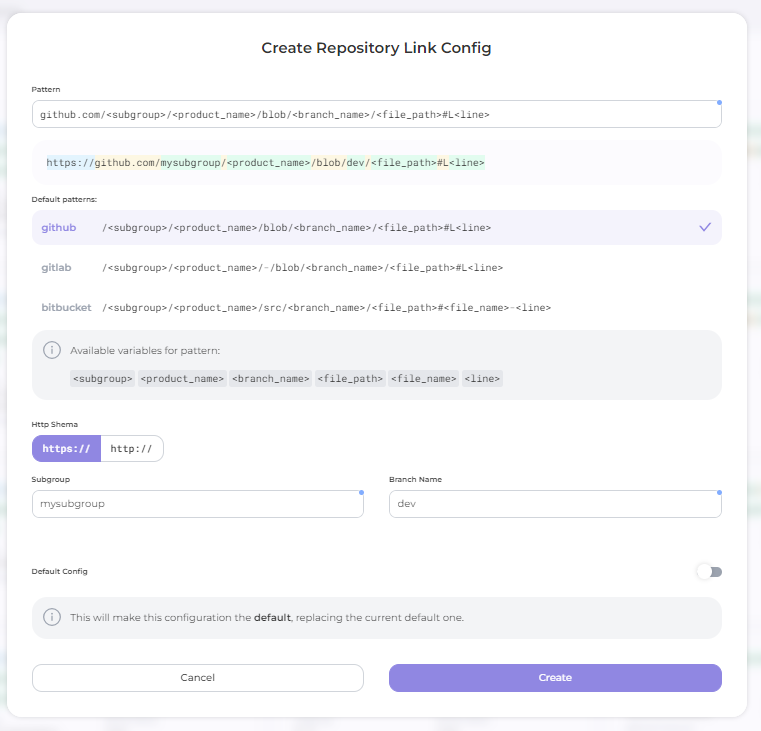 Create Repository Link Config
Pattern
github.com/<subgroup>/<product_name>/blob/<branch_name>/<file_path>#L<line>
https://github.com/mysubgroup/<product_name>/blob/dev/<file_path>#L<line>
Default patterns:
github /<subgroup>/<product_name>/blob/<branch_name>/<file_path>#L<line>
gitlab /<subgroup>/<product_name>/-/blob/<branch_name>/<file_path>#L<line>
bitbucket /<subgroup>/<product_name>/src/<branch_name>/<file_path>#<file_name>-<line>
Available variables for pattern:
<subgroup> <product_name> <branch_name> <file_path> <file_name> <line>
Http Shema
https:// http://
Subgroup Branch Name
mysubgroup dev
Default Config
This will make this configuration the default, replacing the current default one.
Cancel Create